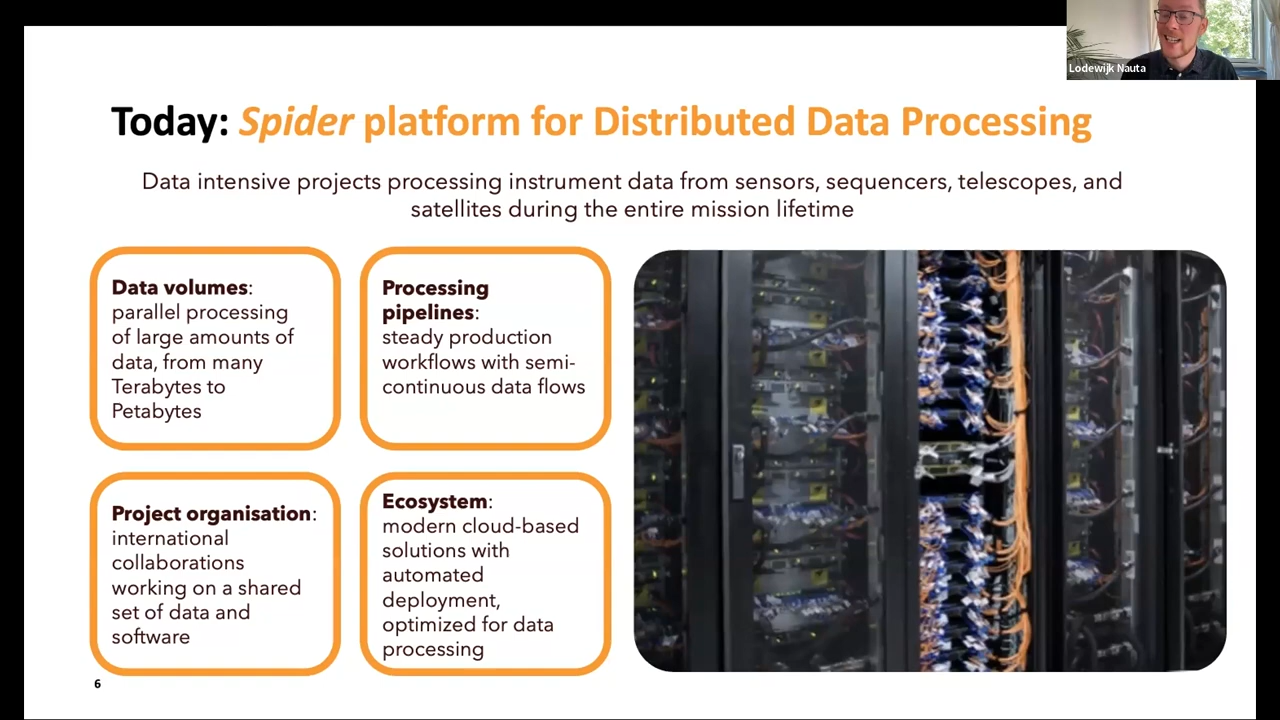 Lodewijk Nauta
Today: Spider platform for Distributed Data Processing
Data intensive projects processing instrument data from sensors, sequencers, telescopes, and
satellites during the entire mission lifetime
Data volumes:
parallel processing
of large amounts of
data, from many
Terabytes to
Petabytes
Processing
pipelines:
steady production
workflows with semi-
continuous data flows
Project organisation:
international
collaborations
working on a shared
set of data and
software
Ecosystem:
modern cloud-based
solutions with
automated
deployment,
optimized for data
processing
6